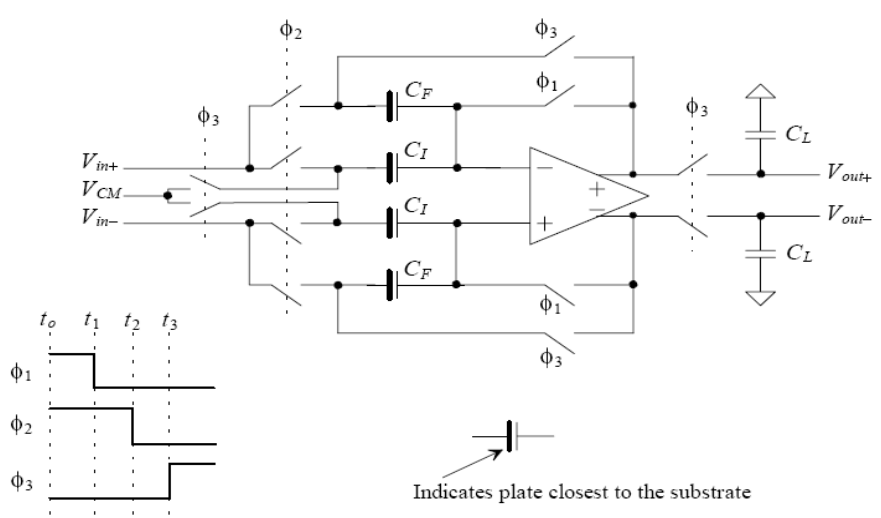 ϕ3
ϕ2
ϕ1
CF
ϕ3
ϕ3
CL
Vin+
CI
−
Vout+
VCM
+
Vin−
CI
+
−
Vout−
CF
CL
ϕ1
ϕ3
to t1 t2 t3
ϕ1
ϕ2
ϕ3
Indicates plate closest to the substrate